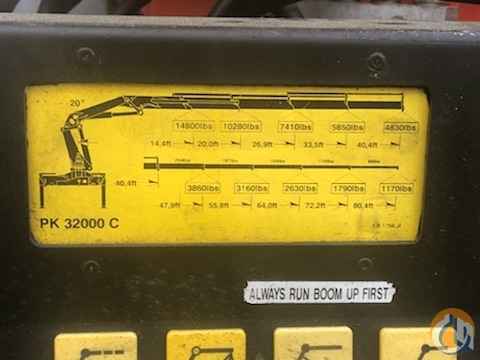 20°
14800lbs 10280lbs 7410lbs 5850lbs 4830lbs
14,4ft 20,0ft 26,9ft 33,5ft 40,4ft
40,4ft
3860lbs 3160lbs 2630lbs 1790lbs 1170lbs
47,9ft 55,8ft 64,0ft 72,2ft 80,4ft
PK 32000 C
ALWAYS RUN BOOM UP FIRST